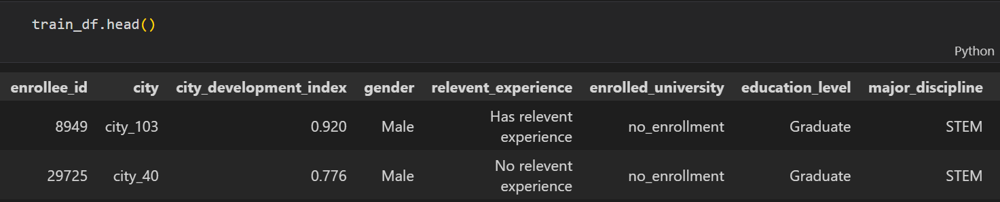 train_df.head()
Python
enrollee_id city city_development_index gender relevent_experience enrolled_university education_level major_discipline
8949 city_103 0.920 Male Has relevent experience no_enrollment Graduate STEM
29725 city_40 0.776 Male No relevent experience no_enrollment Graduate STEM